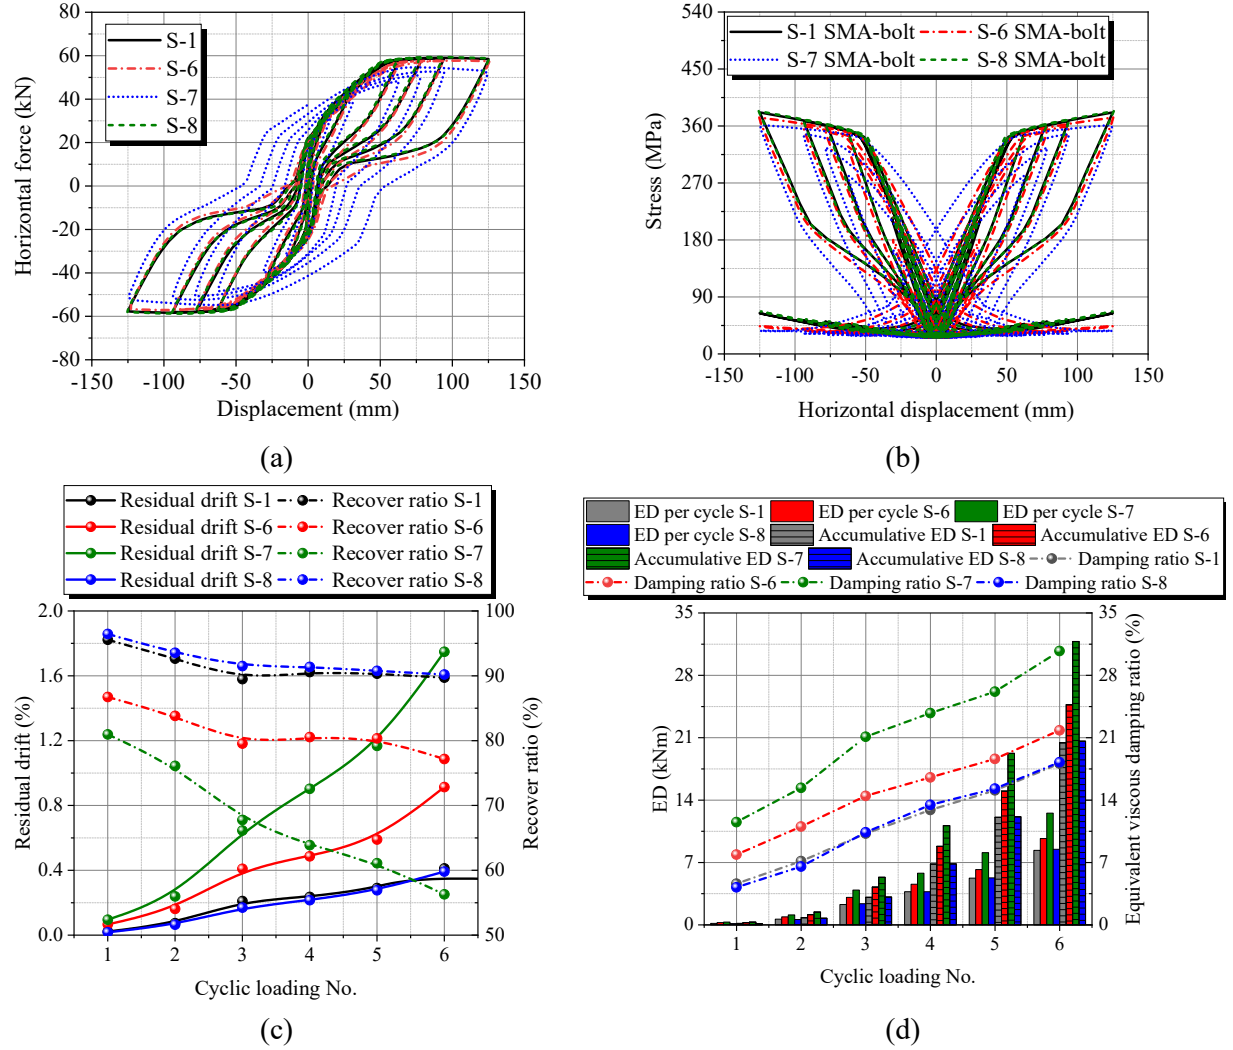 S-1
S-6
S-7
S-8
80
60
40
20
0
-20
-40
-60
-80
Horizontal force (kN)
-150 -100 -50 0 50 100 150
Displacement (mm)
(a)
S-1 SMA-bolt S-6 SMA-bolt
S-7 SMA-bolt S-8 SMA-bolt
540
450
360
270
180
90
0
Stress (MPa)
-150 -100 -50 0 50 100 150
Horizontal displacement (mm)
(b)
Residual drift S-1 Recover ratio S-1
Residual drift S-6 Recover ratio S-6
Residual drift S-7 Recover ratio S-7
Residual drift S-8 Recover ratio S-8
2.0
1.6
1.2
0.8
0.4
0.0
Residual drift (%)
100
90
80
70
60
50
Recover ratio (%)
1 2 3 4 5 6
Cyclic loading No.
(c)
ED per cycle S-1 ED per cycle S-6 ED per cycle S-7
ED per cycle S-8 Accumulative ED S-1 Accumulative ED S-6
Accumulative ED S-7 Accumulative ED S-8 Damping ratio S-1
Damping ratio S-6 Damping ratio S-7 Damping ratio S-8
35
28
21
14
7
0
ED (kNm)
35
28
21
14
7
0
Equivalent viscous damping ratio (%)
1 2 3 4 5 6
Cyclic loading No.
(d)